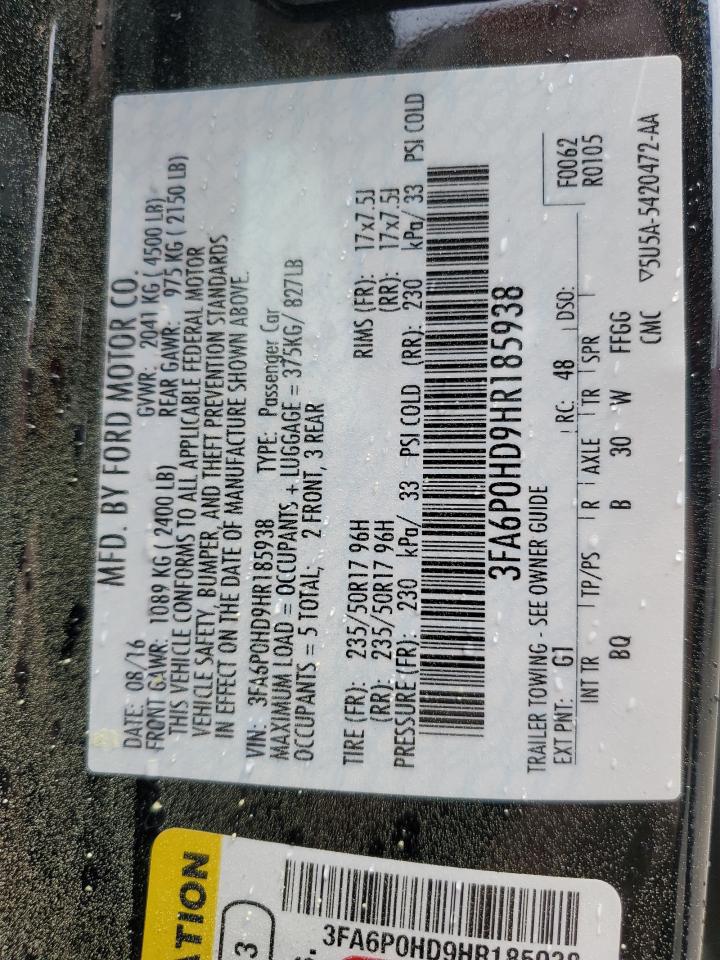 MFD. BY FORD MOTOR CO.
DATE: 08/16 GVWR: 2041 KG ( 4500 LB)
FRONT GAWR: 1089 KG ( 2400 LB) REAR GAWR: 975 KG ( 2150 LB)
THIS VEHICLE CONFORMS TO ALL APPLICABLE FEDERAL MOTOR
VEHICLE SAFETY, BUMPER, AND THEFT PREVENTION STANDARDS
IN EFFECT ON THE DATE OF MANUFACTURE SHOWN ABOVE.
VIN: 3FA6P0HD9HR185938 TYPE: Passenger Car
MAXIMUM LOAD = OCCUPANTS + LUGGAGE = 375KG/ 827LB
OCCUPANTS = 5 TOTAL, 2 FRONT, 3 REAR
TIRE (FR): 235/50R17 96H RIMS (FR): 17x7.5J
(RR): 235/50R17 96H (RR): 17x7.5J
PRESSURE (FR): 230 kPa/ 33 PSI COLD (RR): 230 kPa/ 33 PSI COLD
3FA6P0HD9HR185938
TRAILER TOWING - SEE OWNER GUIDE
F0062
EXT PNT: G1 RC: 48 DSO: R0105
INT TR TP/PS R AXLE TR SPR
BQ B 30 W FFGG
CMC ▽5U5A-5420472-AA
ATION
3
3FA6P0HD9HR185938